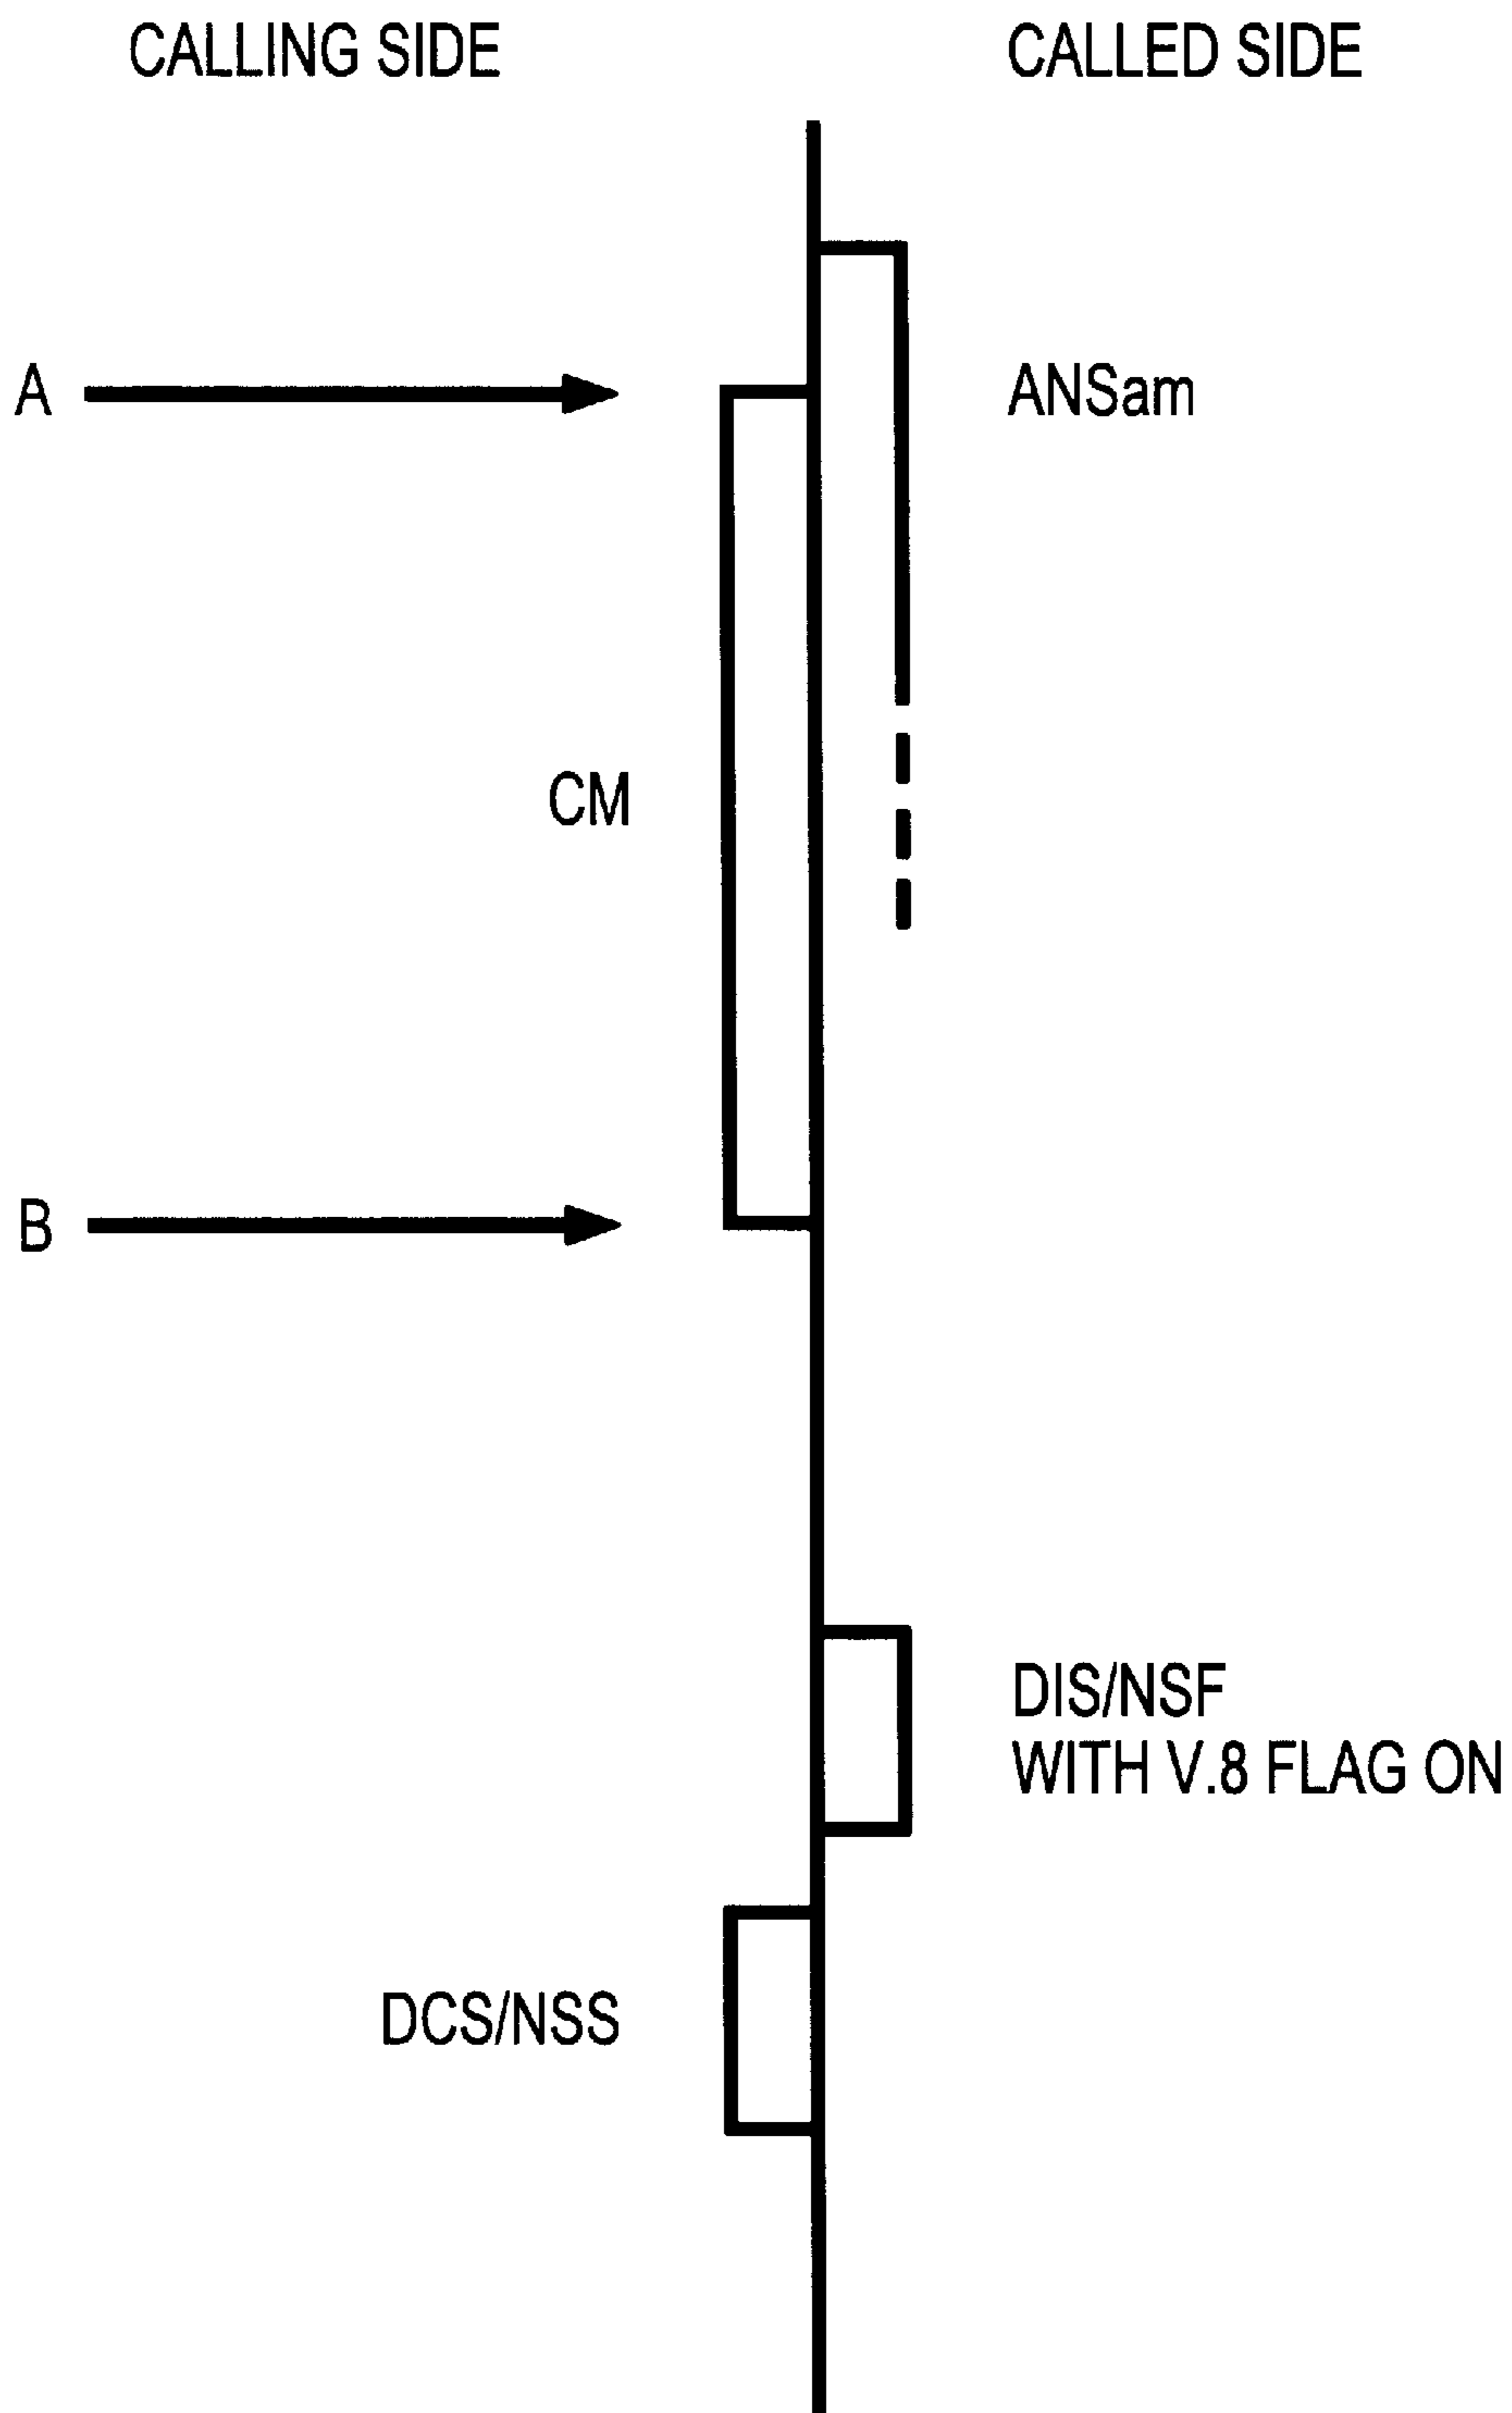 CALLING SIDE
CALLED SIDE
A
ANSam
CM
B
DIS/NSF
WITH V.8 FLAG ON
DCS/NSS